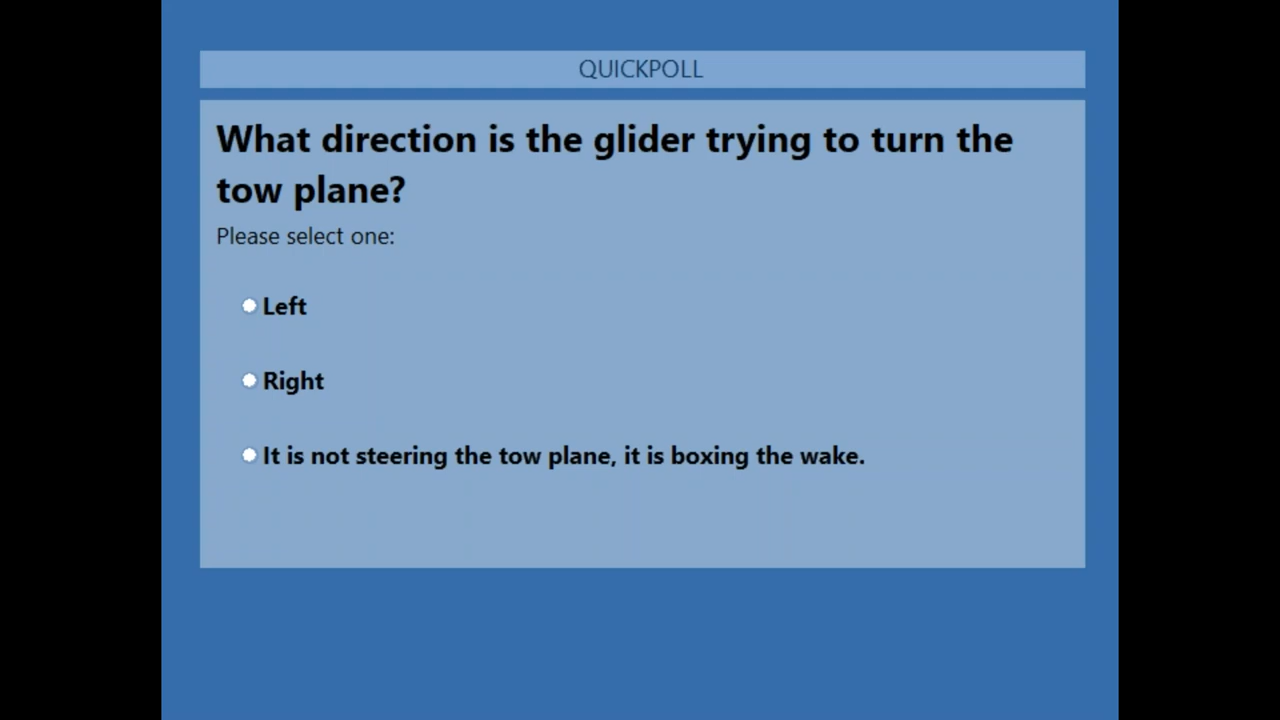 QUICKPOLL
What direction is the glider trying to turn the
tow plane?
Please select one:
Left
Right
It is not steering the tow plane, it is boxing the wake.